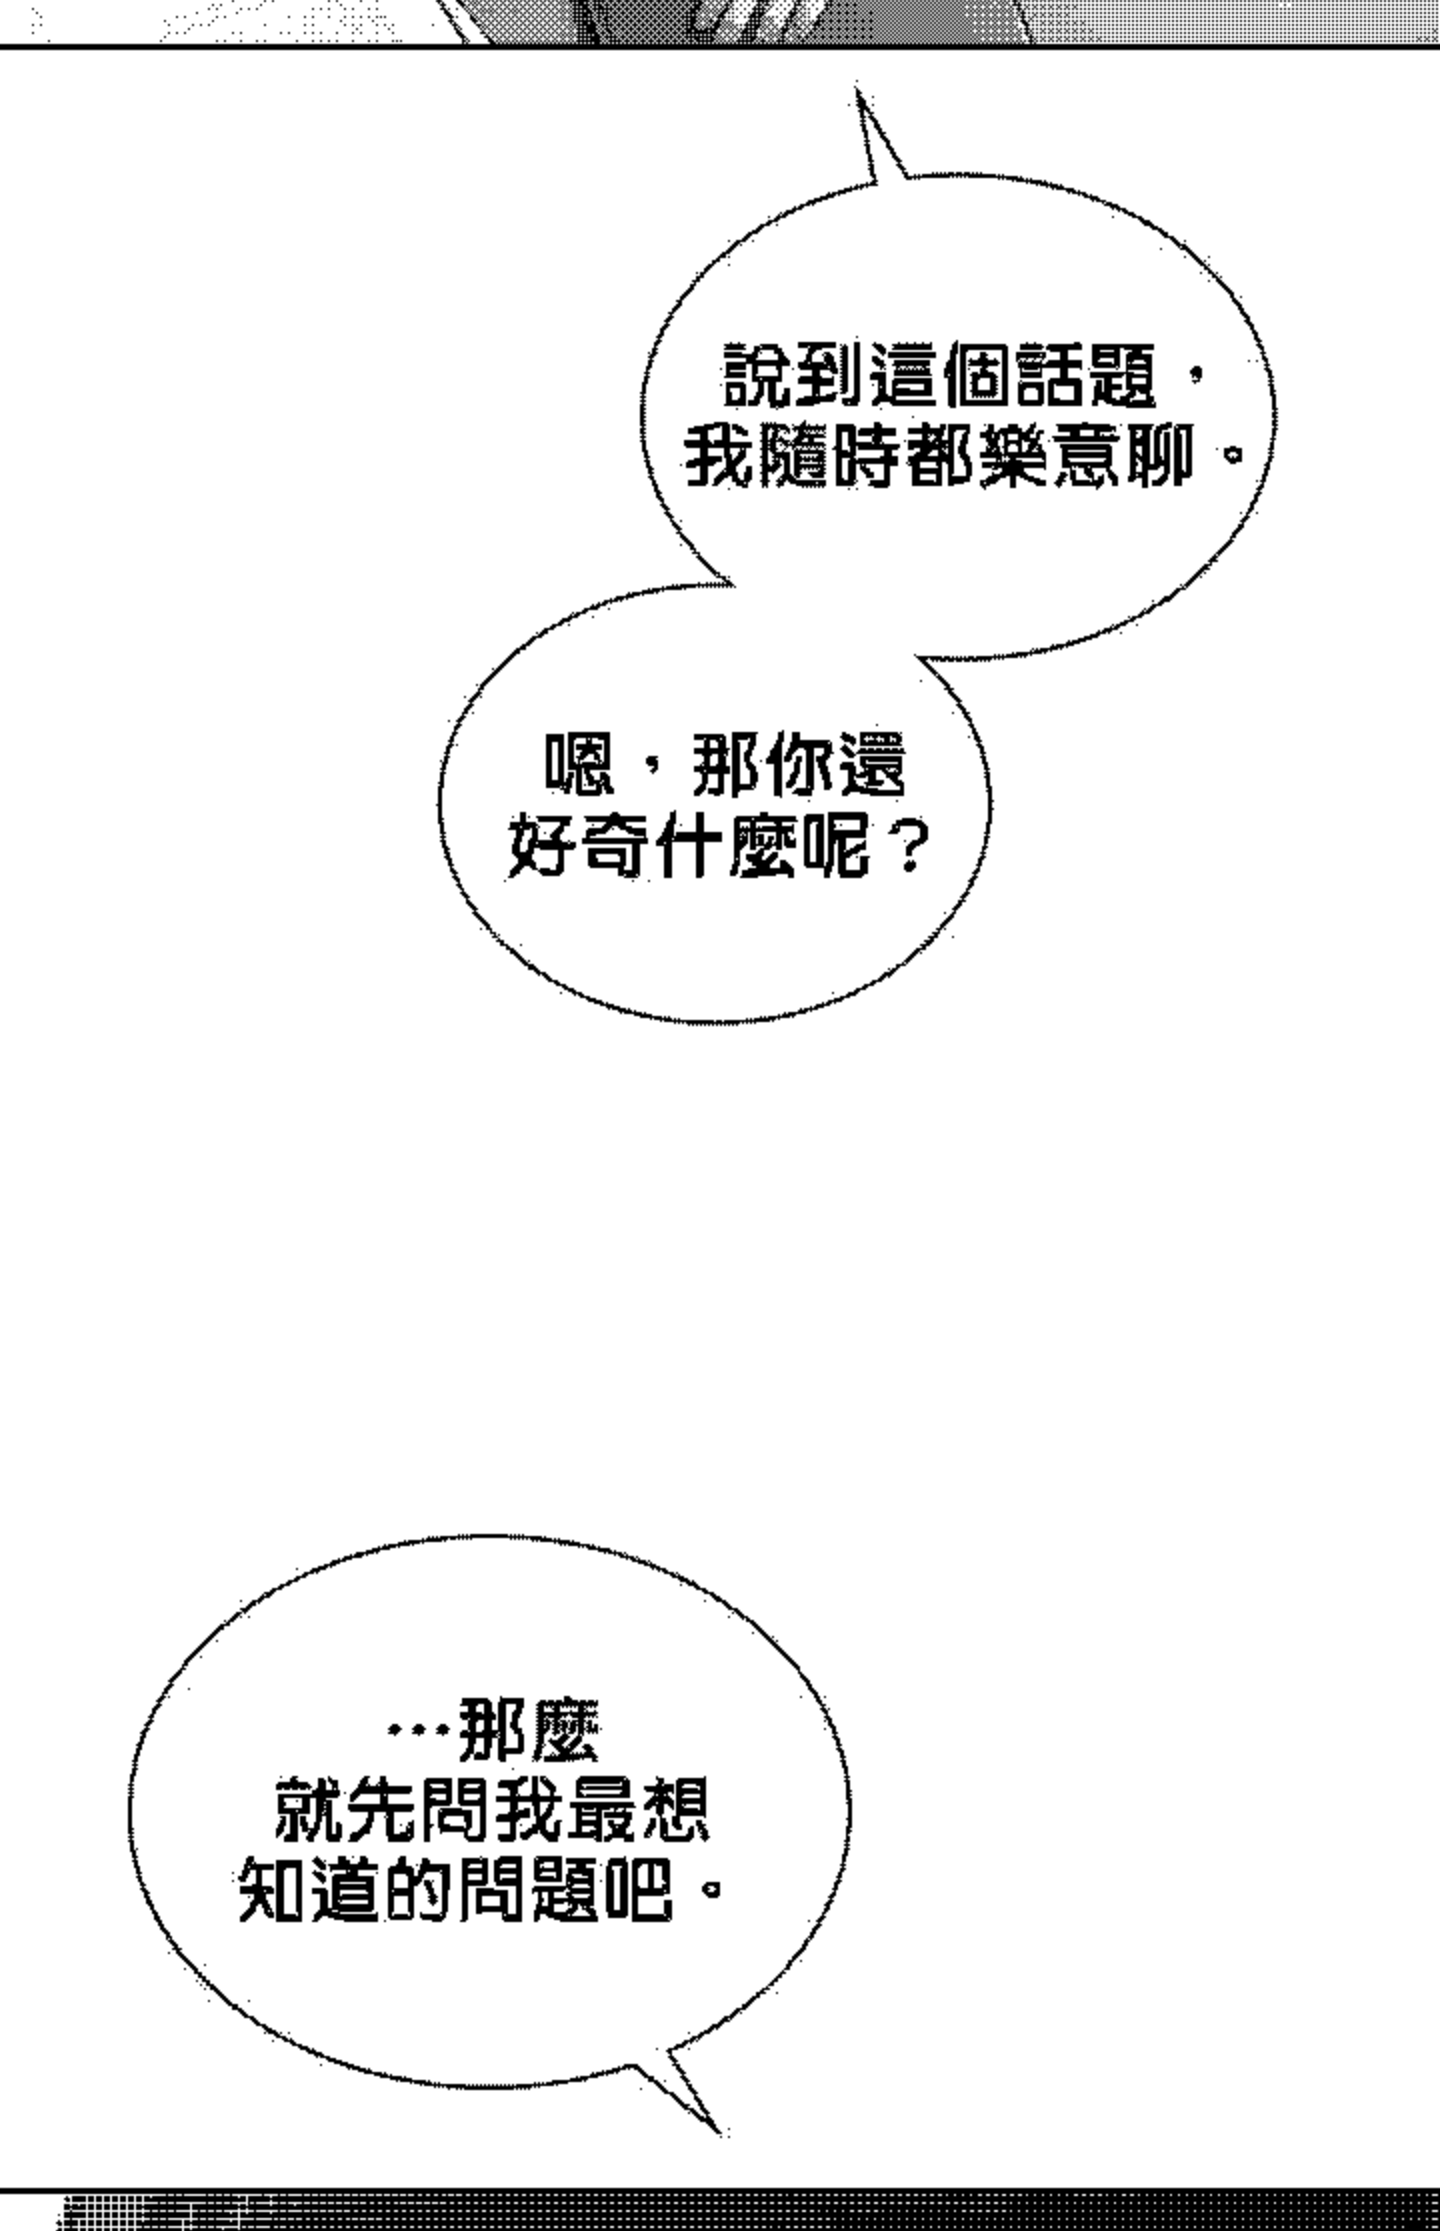 說到這個話題，
我隨時都樂意聊。
嗯，那你還
好奇什麼呢？
⋯那麼
就先問我最想
知道的問題吧。